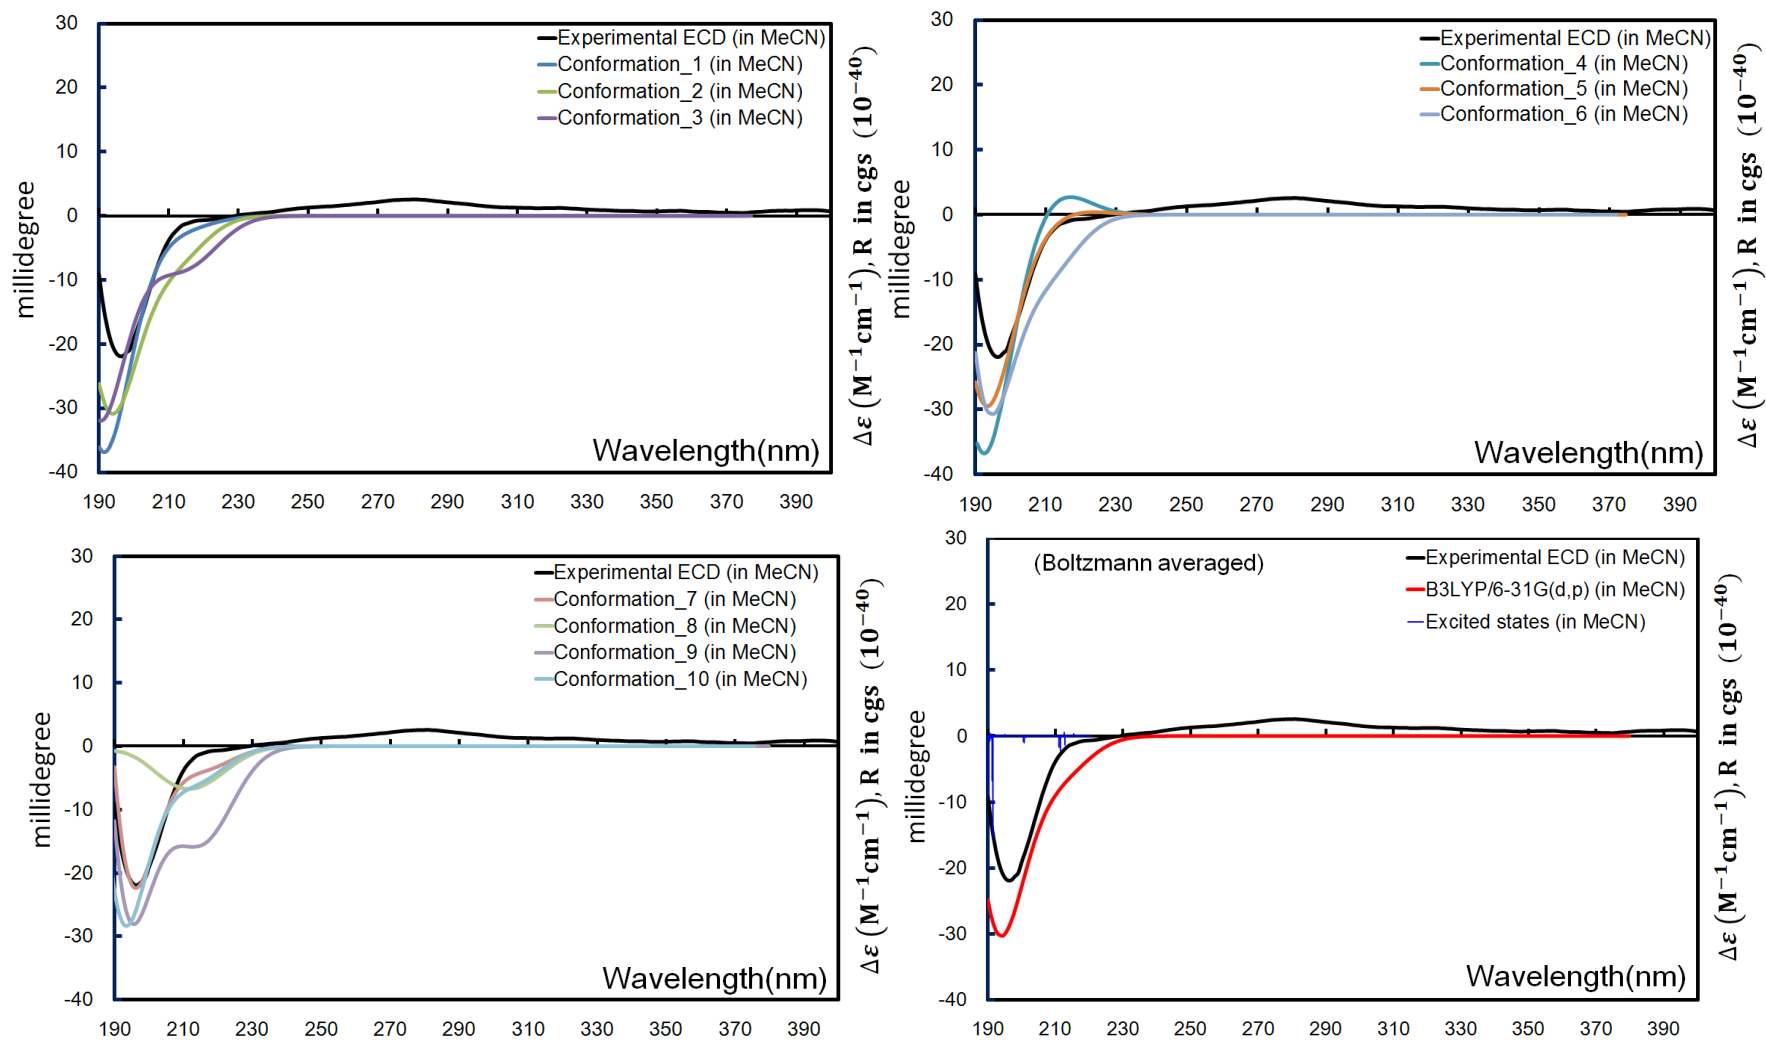 30
20
10
0
-10
-20
-30
-40
millidegree
Experimental ECD (in MeCN)
Conformation_1 (in MeCN)
Conformation_2 (in MeCN)
Conformation_3 (in MeCN)
Wavelength(nm)
190 210 230 250 270 290 310 330 350 370 390
Δε (M⁻¹cm⁻¹), R in cgs (10⁻⁴⁰)
30
20
10
0
-10
-20
-30
-40
millidegree
Experimental ECD (in MeCN)
Conformation_4 (in MeCN)
Conformation_5 (in MeCN)
Conformation_6 (in MeCN)
Wavelength(nm)
190 210 230 250 270 290 310 330 350 370 390
Δε (M⁻¹cm⁻¹), R in cgs (10⁻⁴⁰)
30
20
10
0
-10
-20
-30
-40
millidegree
Experimental ECD (in MeCN)
Conformation_7 (in MeCN)
Conformation_8 (in MeCN)
Conformation_9 (in MeCN)
Conformation_10 (in MeCN)
Wavelength(nm)
190 210 230 250 270 290 310 330 350 370 390
Δε (M⁻¹cm⁻¹), R in cgs (10⁻⁴⁰)
30
20
10
0
-10
-20
-30
-40
millidegree
(Boltzmann averaged)
Experimental ECD (in MeCN)
B3LYP/6-31G(d,p) (in MeCN)
Excited states (in MeCN)
Wavelength(nm)
190 210 230 250 270 290 310 330 350 370 390
Δε (M⁻¹cm⁻¹), R in cgs (10⁻⁴⁰)